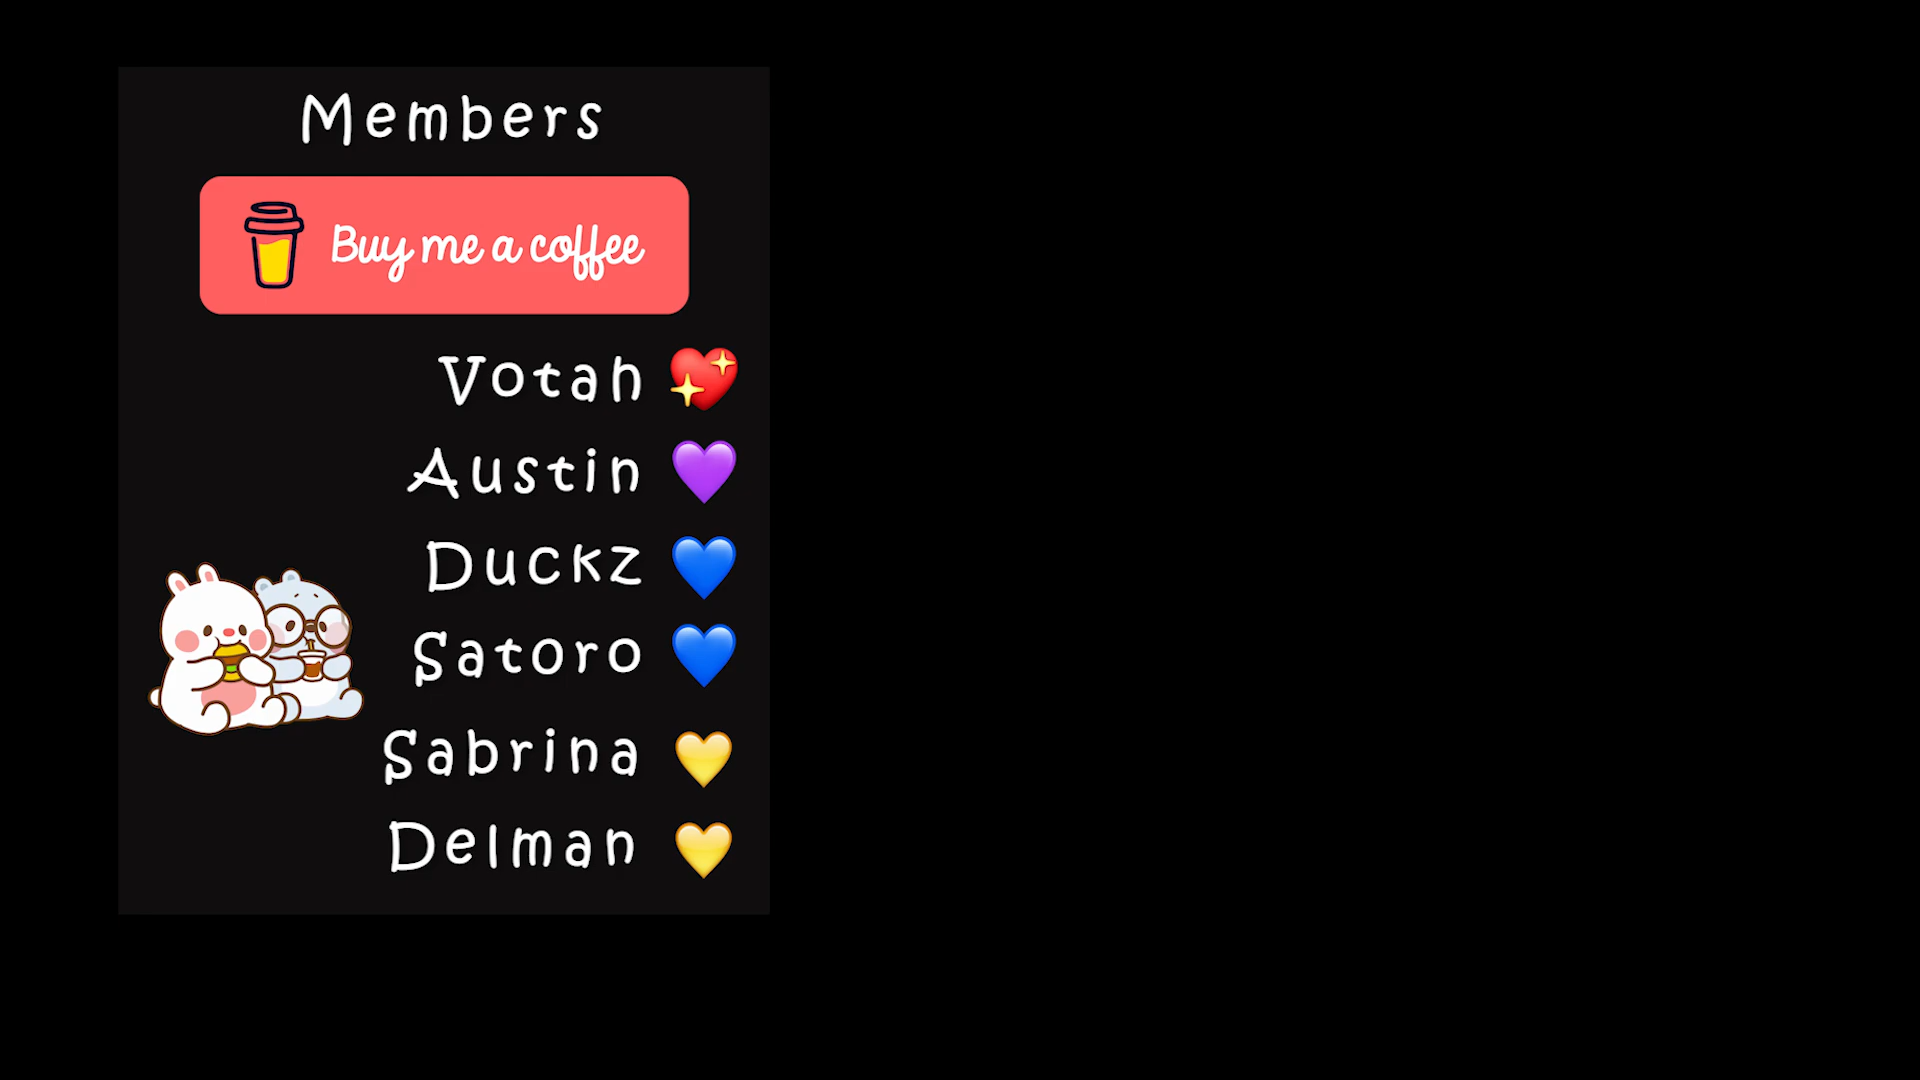 Members
Buy me a coffee
Votah
Austin
Duckz
Satoro
Sabrina
Delman